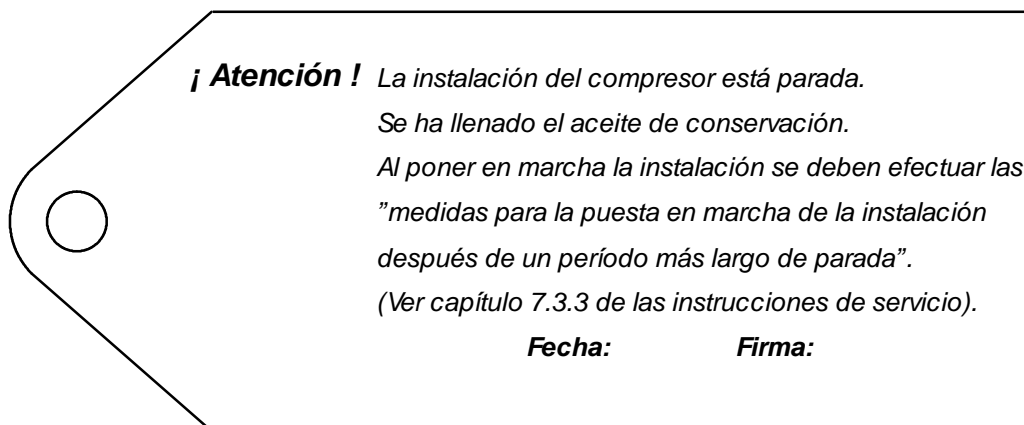 ¡ Atención ! La instalación del compresor está parada.
Se ha llenado el aceite de conservación.
Al poner en marcha la instalación se deben efectuar las
”medidas para la puesta en marcha de la instalación
después de un período más largo de parada”.
(Ver capítulo 7.3.3 de las instrucciones de servicio).
Fecha: Firma: